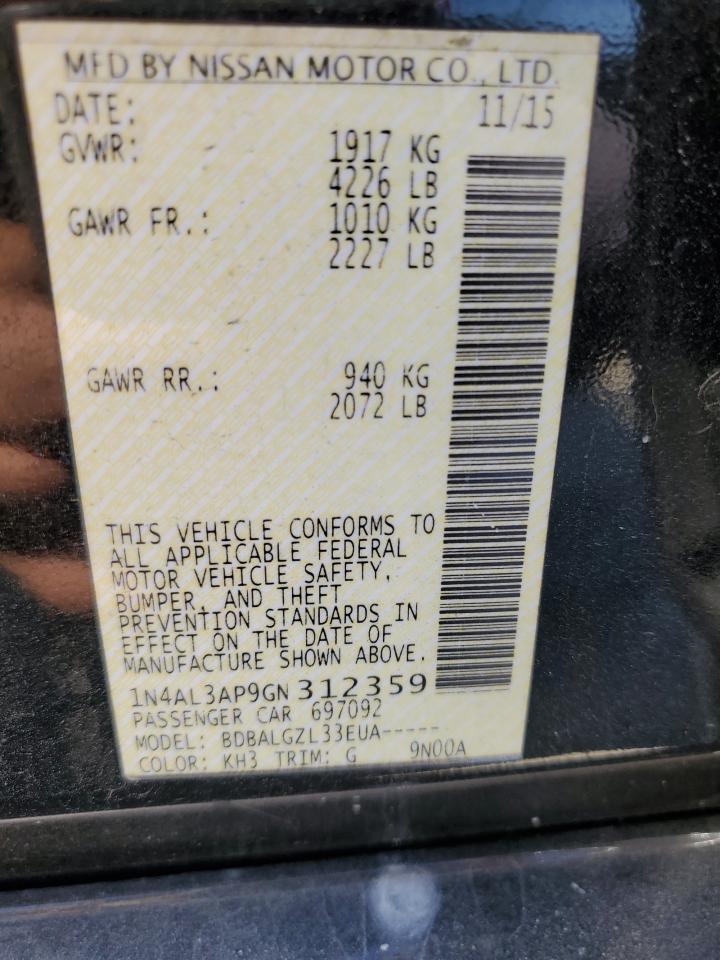 MFD BY NISSAN MOTOR CO., LTD.
DATE: 11/15
GVWR: 1917 KG
4226 LB
GAWR FR.: 1010 KG
2227 LB
GAWR RR.: 940 KG
2072 LB
THIS VEHICLE CONFORMS TO
ALL APPLICABLE FEDERAL
MOTOR VEHICLE SAFETY,
BUMPER, AND THEFT
PREVENTION STANDARDS IN
EFFECT ON THE DATE OF
MANUFACTURE SHOWN ABOVE.
1N4AL3AP9GN312359
PASSENGER CAR 697092
MODEL: BDBALGZL33EUA-----
COLOR: KH3 TRIM: G 9N00A